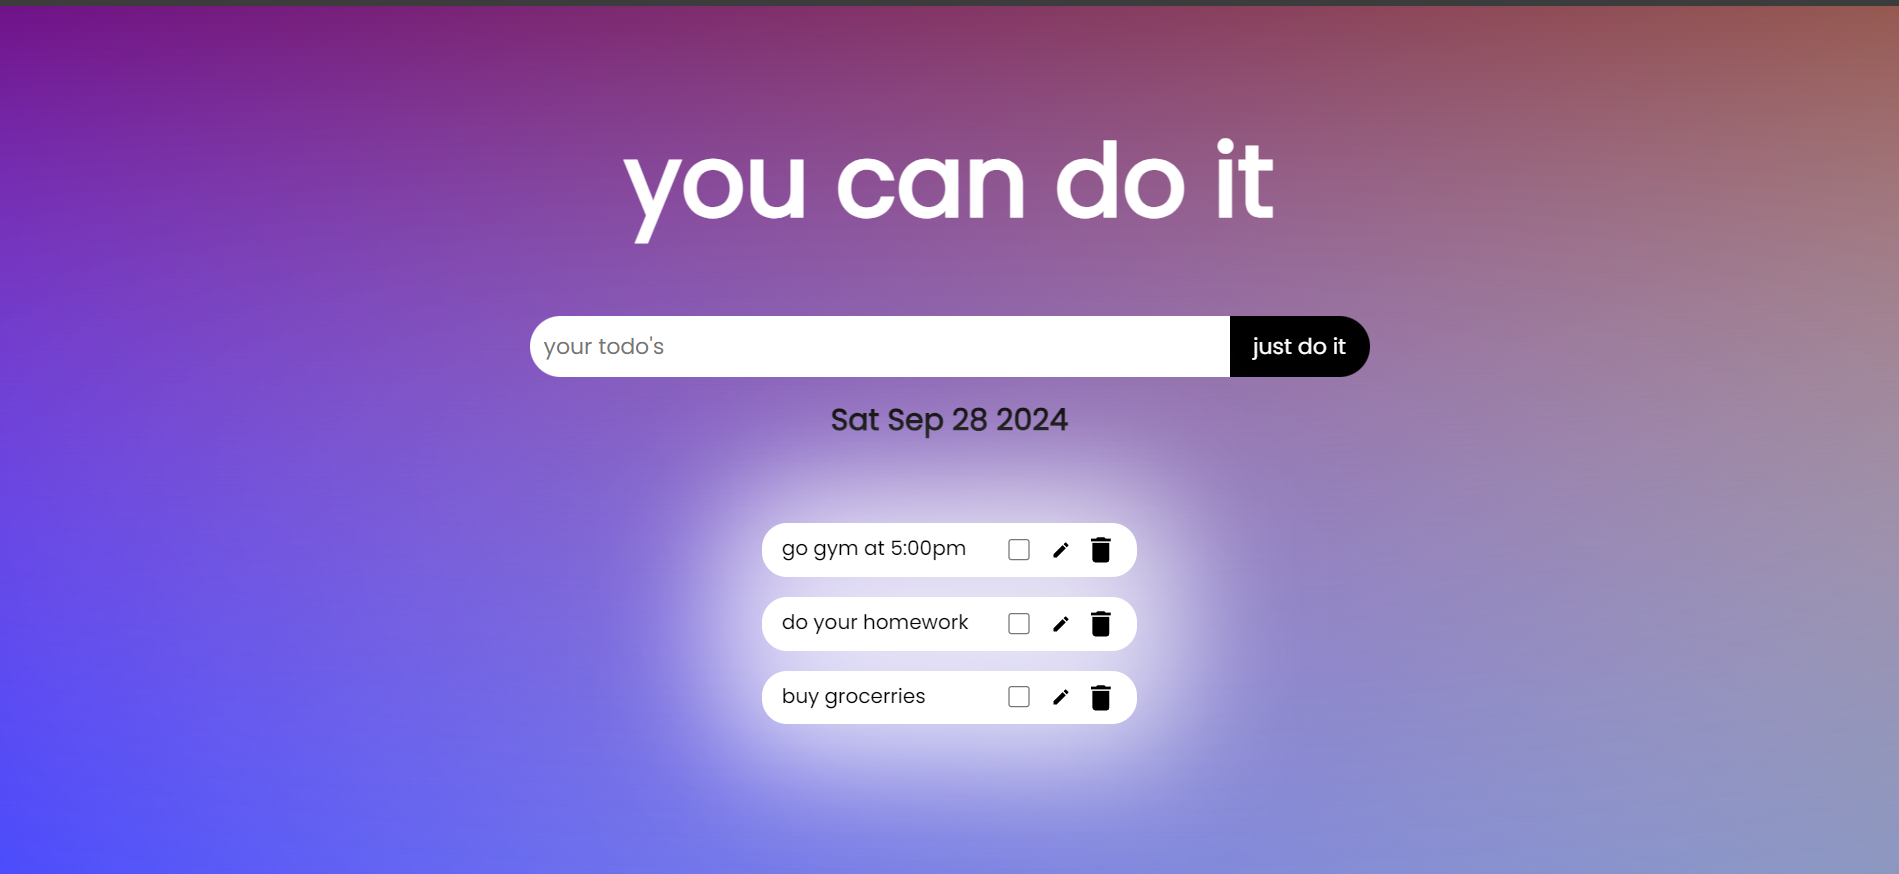 you can do it
your todo's
just do it
Sat Sep 28 2024
go gym at 5:00pm
do your homework
buy grocerries